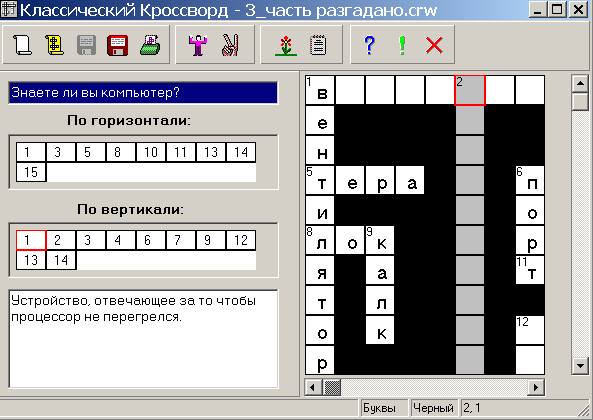 Классический Кроссворд - 3_часть разгадано.crw
Знаете ли вы компьютер?
По горизонтали:
1 3 5 8 10 11 13 14
15
По вертикали:
1 2 3 4 6 7 9 12
13 14
Устройство, отвечающее за то чтобы
процессор не перегрелся.
1 в 2
е
н
5 т е р а 6 п
и о
8 л о 9 к р
я а 11 т
т л
о к 12
р
Буквы Черный 2, 1